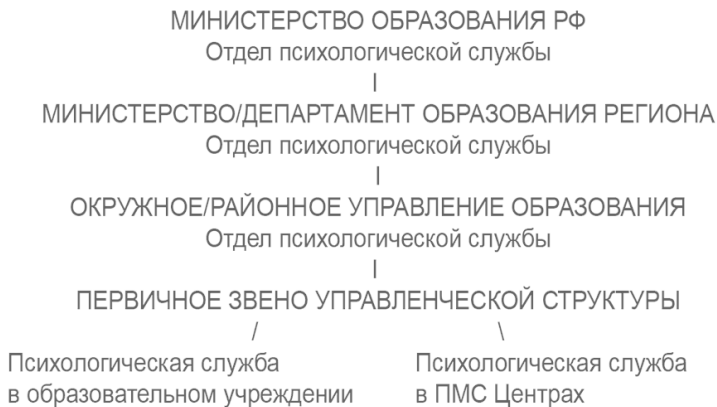 МИНИСТЕРСТВО ОБРАЗОВАНИЯ РФ
Отдел психологической службы
|
МИНИСТЕРСТВО/ДЕПАРТАМЕНТ ОБРАЗОВАНИЯ РЕГИОНА
Отдел психологической службы
|
ОКРУЖНОЕ/РАЙОННОЕ УПРАВЛЕНИЕ ОБРАЗОВАНИЯ
Отдел психологической службы
|
ПЕРВИЧНОЕ ЗВЕНО УПРАВЛЕНЧЕСКОЙ СТРУКТУРЫ
/ \
Психологическая служба Психологическая служба
в образовательном учреждении в ПМС Центрах